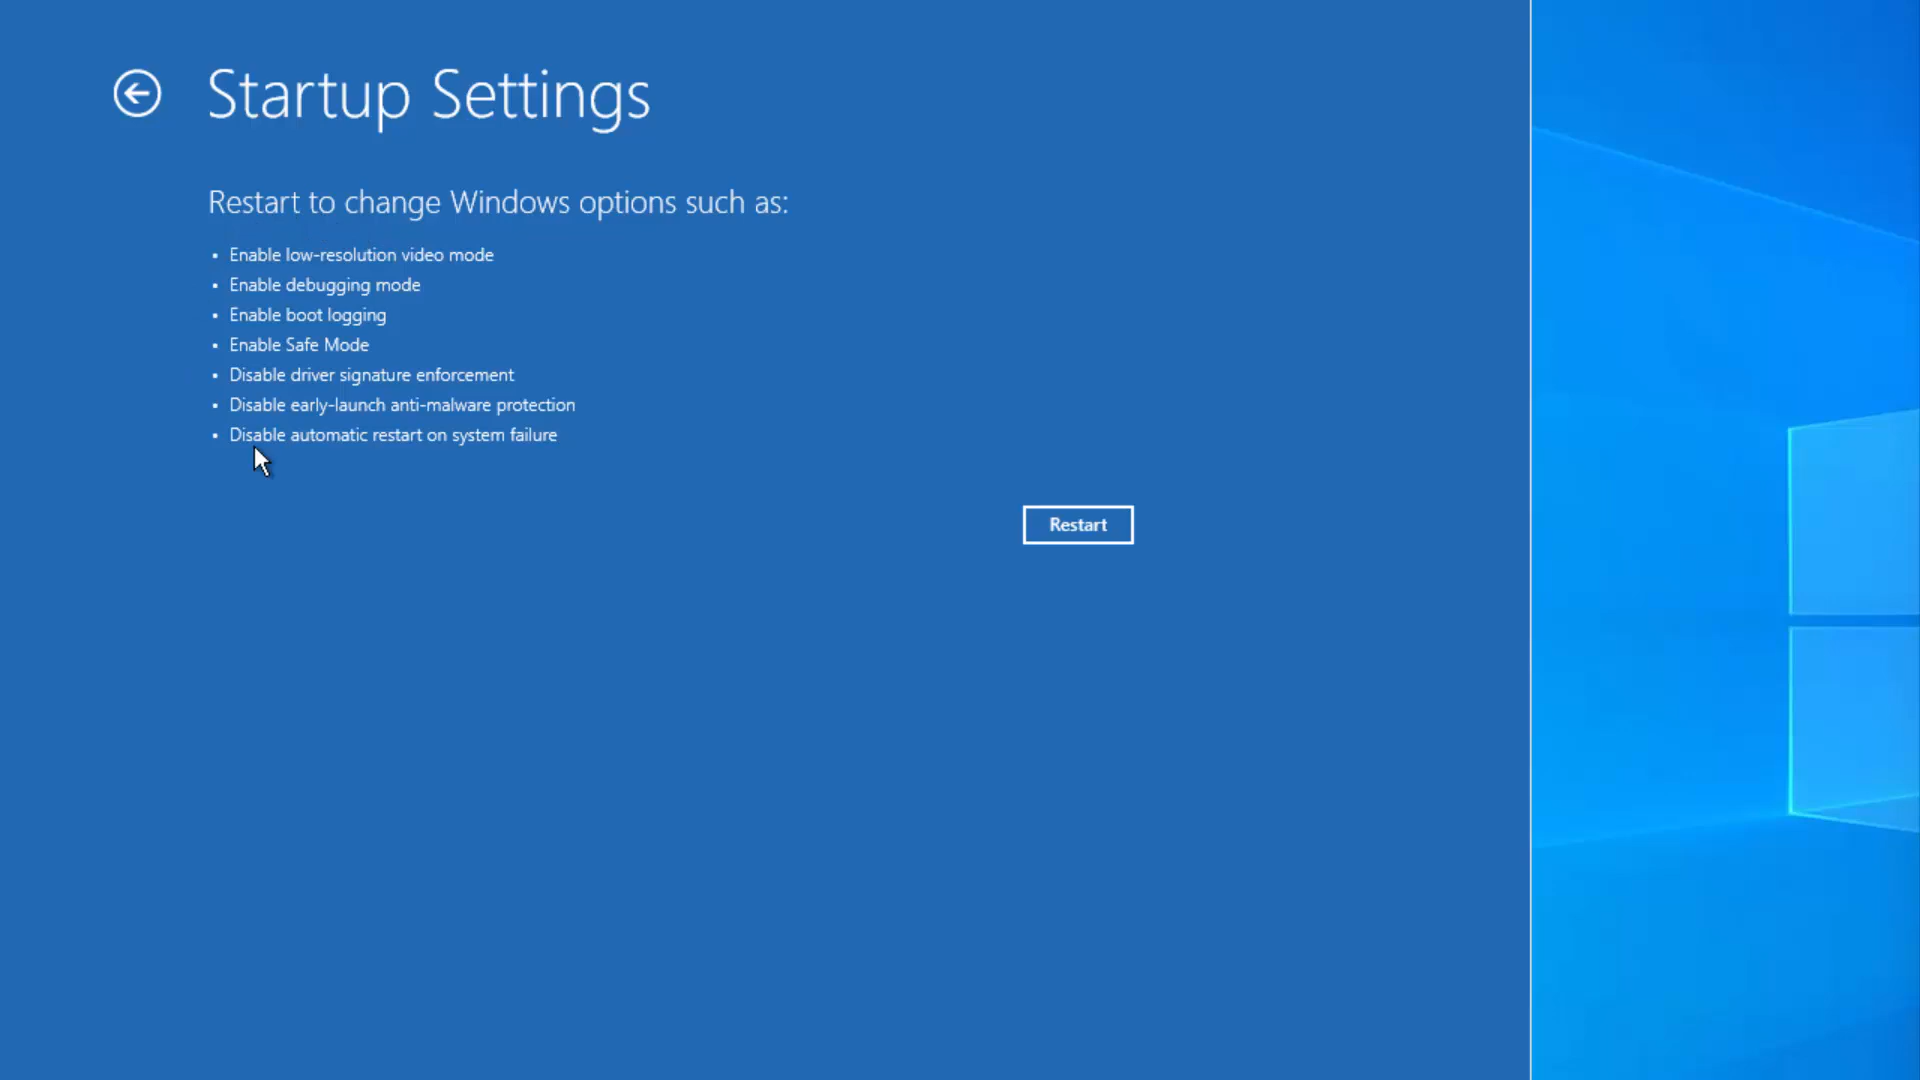 Startup Settings
Restart to change Windows options such as:
• Enable low-resolution video mode
• Enable debugging mode
• Enable boot logging
• Enable Safe Mode
• Disable driver signature enforcement
• Disable early-launch anti-malware protection
• Disable automatic restart on system failure
Restart